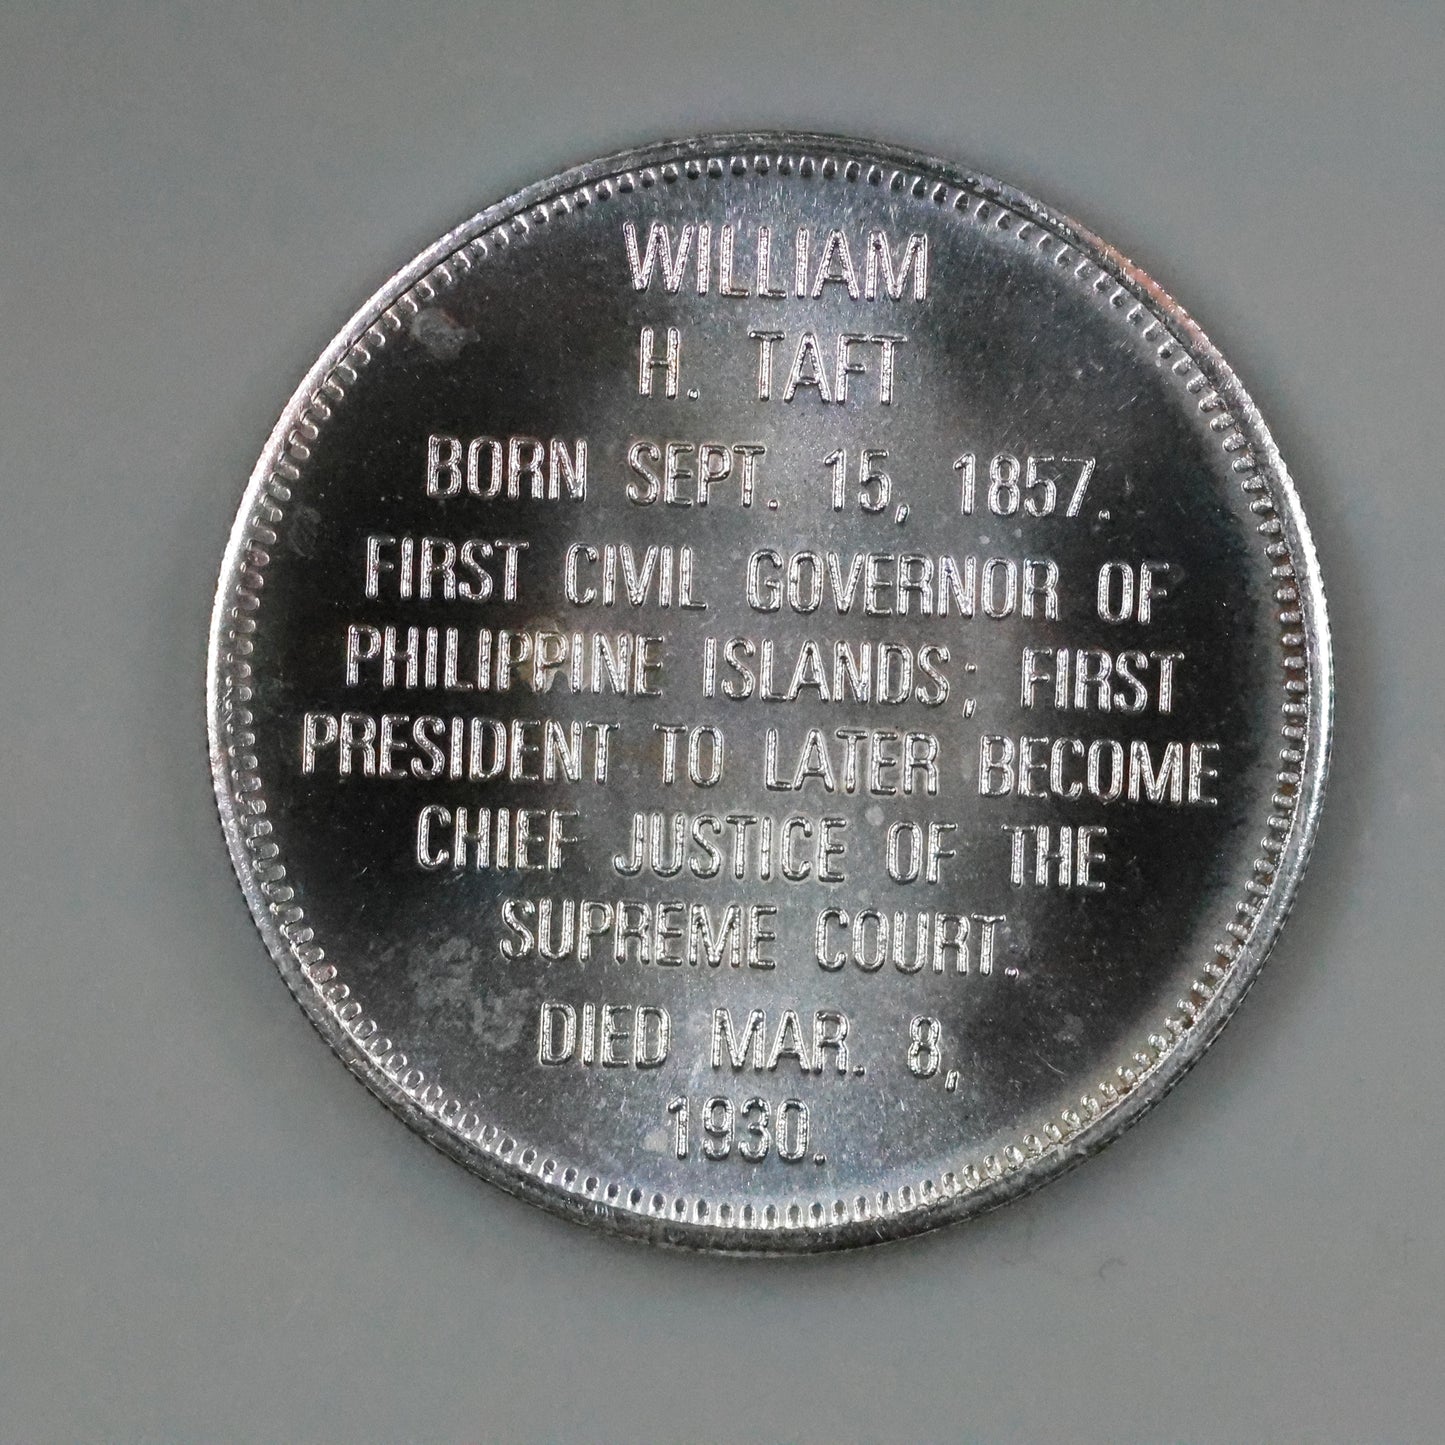 WILLIAM
H. TAFT
BORN SEPT. 15, 1857.
FIRST CIVIL GOVERNOR OF
PHILIPPINE ISLANDS; FIRST
PRESIDENT TO LATER BECOME
CHIEF JUSTICE OF THE
SUPREME COURT.
DIED MAR. 8,
1930.